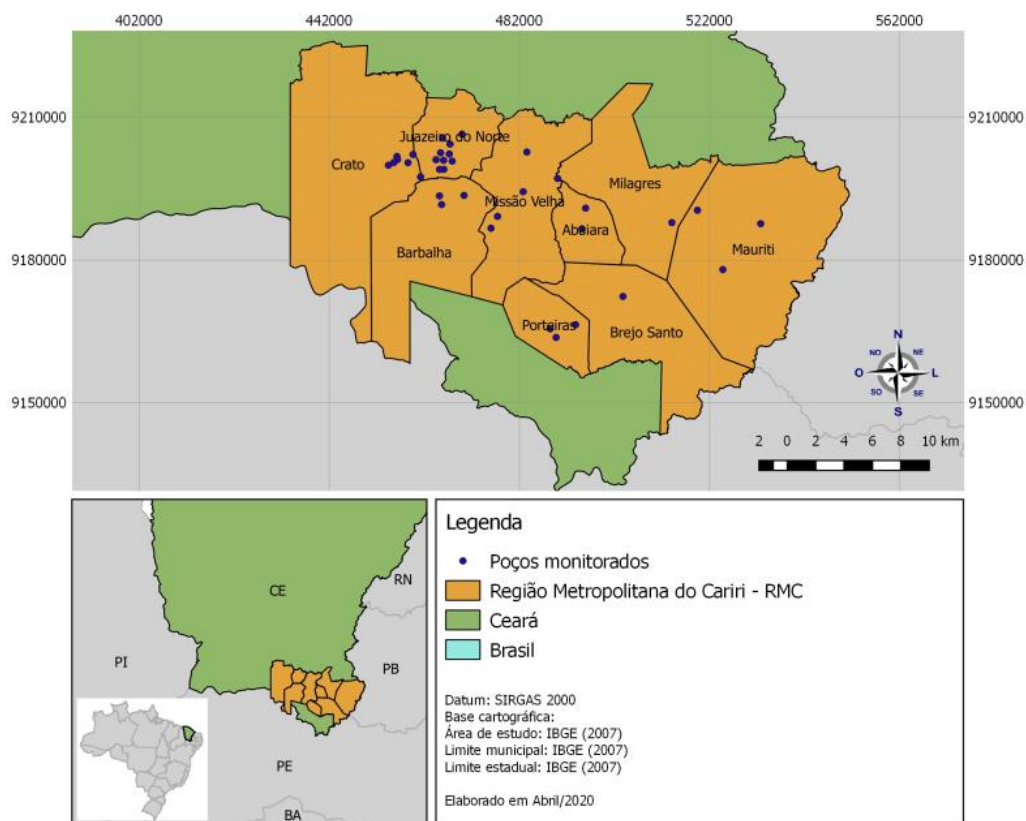 402000 442000 482000 522000 562000
9210000 9210000
Juazeiro do Norte
Crato
Milagres
Missão Velha
Abaiara
Mauriti
Barbalha
9180000 9180000
Porteiras
Brejo Santo
N
NO NE
O L
SO SE
S
9150000 9150000
2 0 2 4 6 8 10 km
Legenda
Poços monitorados
Região Metropolitana do Cariri - RMC
Ceará
Brasil
Datum: SIRGAS 2000
Base cartográfica:
Área de estudo: IBGE (2007)
Limite municipal: IBGE (2007)
Limite estadual: IBGE (2007)
Elaborado em Abril/2020
CE
RN
PI
PB
PE
BA